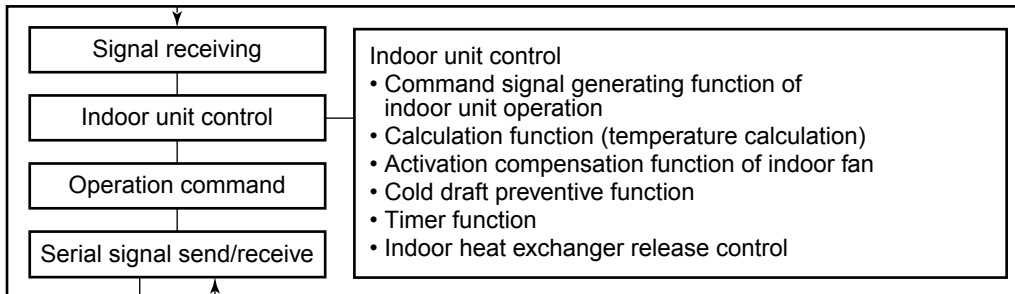 Signal receiving
Indoor unit control
Operation command
Serial signal send/receive
Indoor unit control
• Command signal generating function of
indoor unit operation
• Calculation function (temperature calculation)
• Activation compensation function of indoor fan
• Cold draft preventive function
• Timer function
• Indoor heat exchanger release control